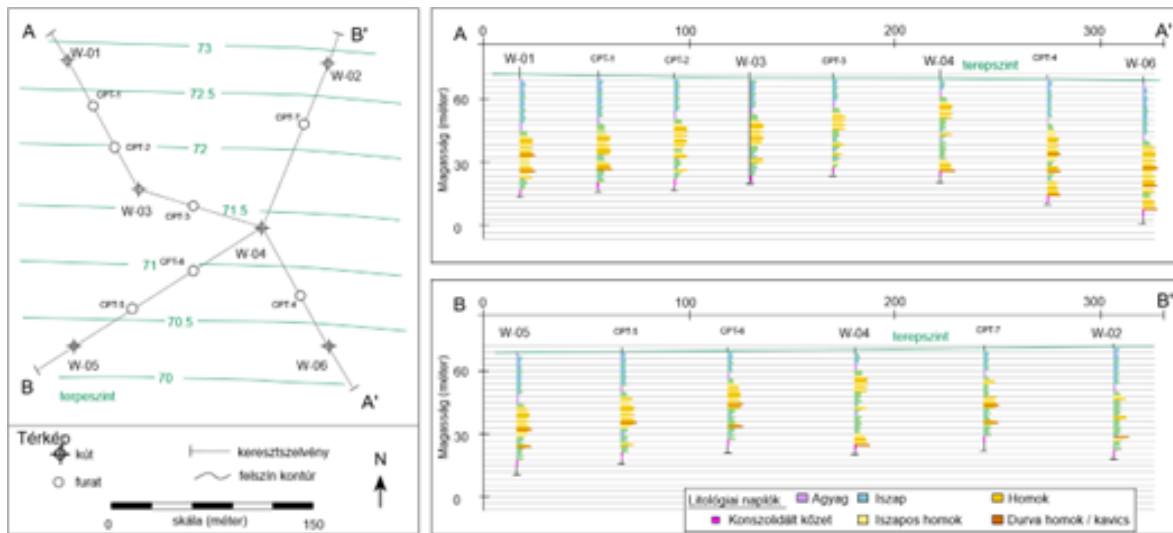 A
B'
73
W-01
W-02
72.5
CPT-1
CPT-7
CPT-2
72
W-03
CPT-3
71.5
W-04
CPT-6
71
CPT-4
CPT-5
70.5
W-05
W-06
B
70
A'
terpeszint
Térkép
kút
keresztszelvény
furat
felszín kontúr
N
0
150
skála (méter)
0 100 200 300
A
A'
W-01 CPT-1 CPT-2 W-03 CPT-3 W-04 terepszint CPT-4 W-06
Magasság (méter)
60
30
0
0 100 200 300
B
B'
W-05 CPT-5 CPT-6 W-04 terepszint CPT-7 W-02
Magasság (méter)
60
30
0
Litológiai naplók
Agyag
Iszap
Homok
Konszolidált kőzet
Iszapos homok
Durva homok / kavics